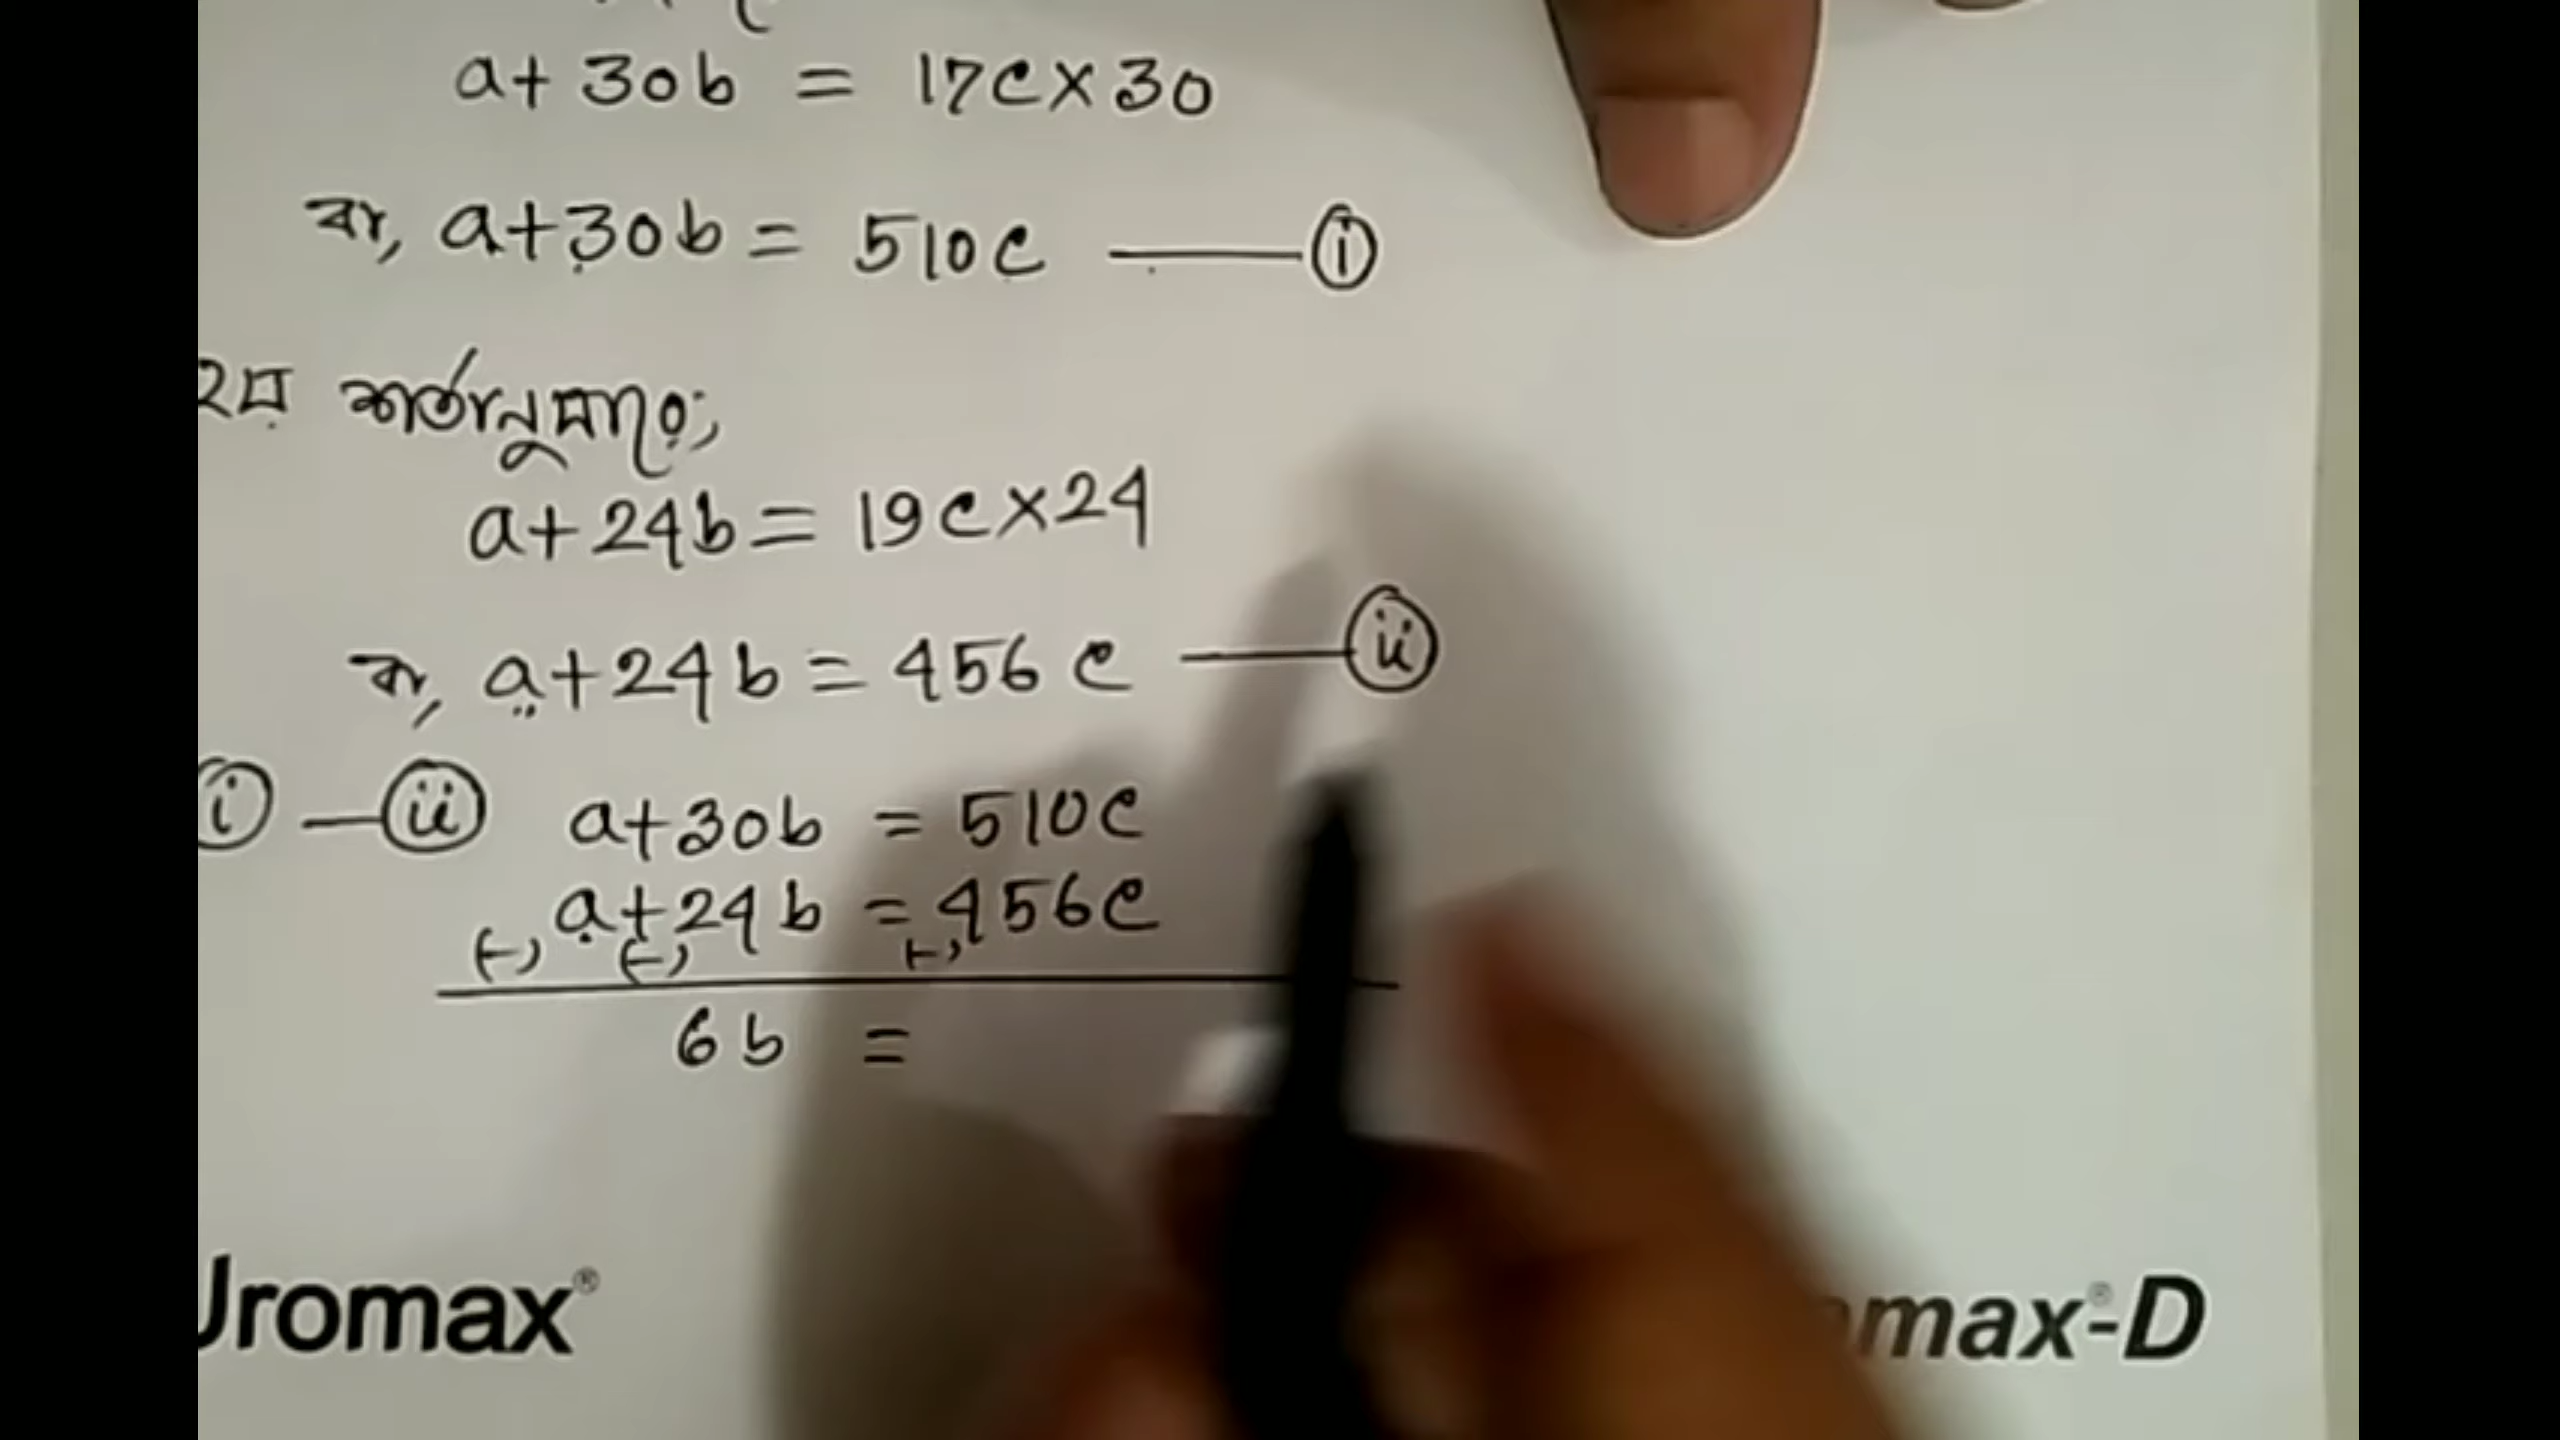 a+30b = 17c×30
বা, a+30b = 510c ——(i)
২য় শর্তানুসারে,
a+24b = 19c×24
বা, a+24b = 456c ——(ii)
(i) —(ii) a+30b = 510c
a+24b = 456c
(-) (-) (-)
6b =
Uromax®
max®-D